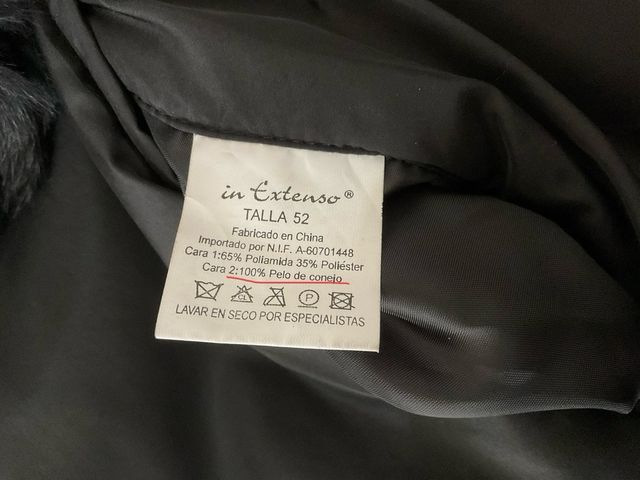 in Extenso ®
TALLA 52
Fabricado en China
Importado por N.I.F. A-60701448
Cara 1:65% Poliamida 35% Poliéster
Cara 2:100% Pelo de conejo
CL P
LAVAR EN SECO POR ESPECIALISTAS